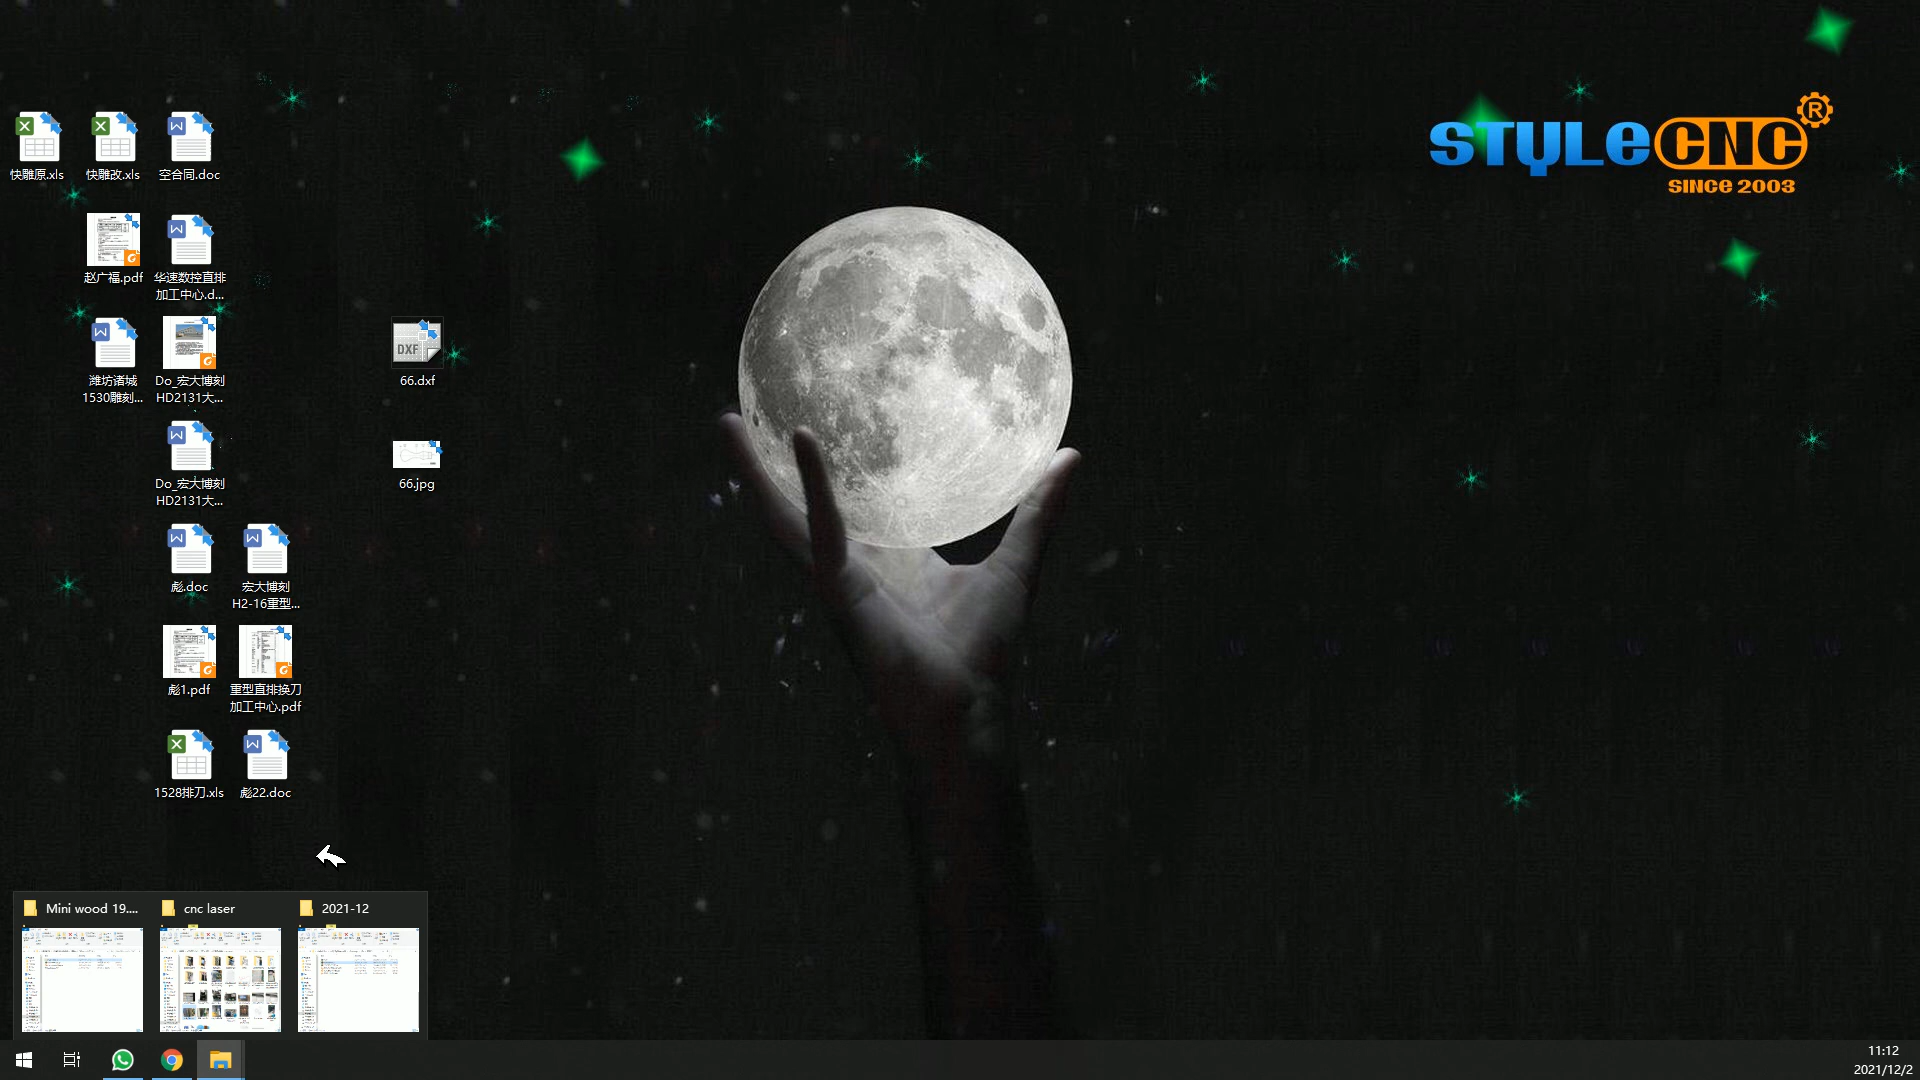 STYLECNC®
SINCE 2003
快雕原.xls
快雕改.xls
空合同.doc
赵广福.pdf
华速数控直排
加工中心.d...
潍坊诸城
1530雕刻...
Do_宏大博刻
HD2131大...
DXF
66.dxf
Do_宏大博刻
HD2131大...
66.jpg
彪.doc
宏大博刻
H2-16重型...
彪1.pdf
重型直排换刀
加工中心.pdf
1528排刀.xls
彪22.doc
Mini wood 19....
cnc laser
2021-12
11:12
2021/12/2